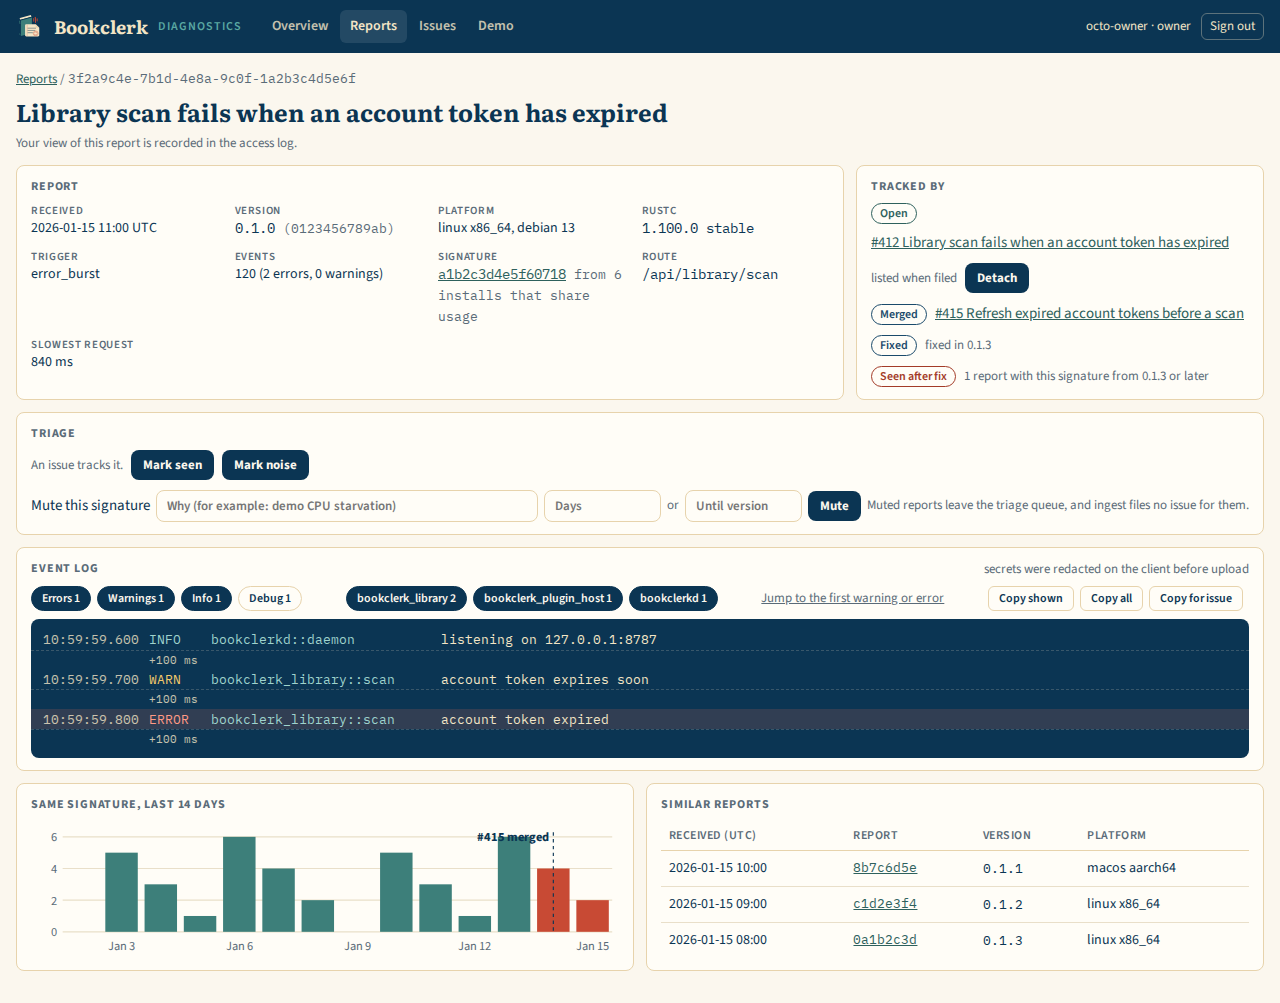 Bookclerk DIAGNOSTICS Overview Reports Issues Demo octo-owner · owner Sign out
Reports / 3f2a9c4e-7b1d-4e8a-9c0f-1a2b3c4d5e6f
Library scan fails when an account token has expired
Your view of this report is recorded in the access log.
REPORT
RECEIVED VERSION PLATFORM RUSTC
2026-01-15 11:00 UTC 0.1.0 (0123456789ab) linux x86_64, debian 13 1.100.0 stable
TRIGGER EVENTS SIGNATURE ROUTE
error_burst 120 (2 errors, 0 warnings) a1b2c3d4e5f60718 from 6 /api/library/scan
installs that share
usage
SLOWEST REQUEST
840 ms
TRACKED BY
Open
#412 Library scan fails when an account token has expired
listed when filed Detach
Merged #415 Refresh expired account tokens before a scan
Fixed fixed in 0.1.3
Seen after fix 1 report with this signature from 0.1.3 or later
TRIAGE
An issue tracks it. Mark seen Mark noise
Mute this signature Why (for example: demo CPU starvation) Days or Until version Mute Muted reports leave the triage queue, and ingest files no issue for them.
EVENT LOG secrets were redacted on the client before upload
Errors 1 Warnings 1 Info 1 Debug 1 bookclerk_library 2 bookclerk_plugin_host 1 bookclerkd 1 Jump to the first warning or error Copy shown Copy all Copy for issue
10:59:59.600 INFO bookclerkd::daemon listening on 127.0.0.1:8787
+100 ms
10:59:59.700 WARN bookclerk_library::scan account token expires soon
+100 ms
10:59:59.800 ERROR bookclerk_library::scan account token expired
+100 ms
SAME SIGNATURE, LAST 14 DAYS
#415 merged
6
4
2
0
Jan 3 Jan 6 Jan 9 Jan 12 Jan 15
SIMILAR REPORTS
RECEIVED (UTC) REPORT VERSION PLATFORM
2026-01-15 10:00 8b7c6d5e 0.1.1 macos aarch64
2026-01-15 09:00 c1d2e3f4 0.1.2 linux x86_64
2026-01-15 08:00 0a1b2c3d 0.1.3 linux x86_64